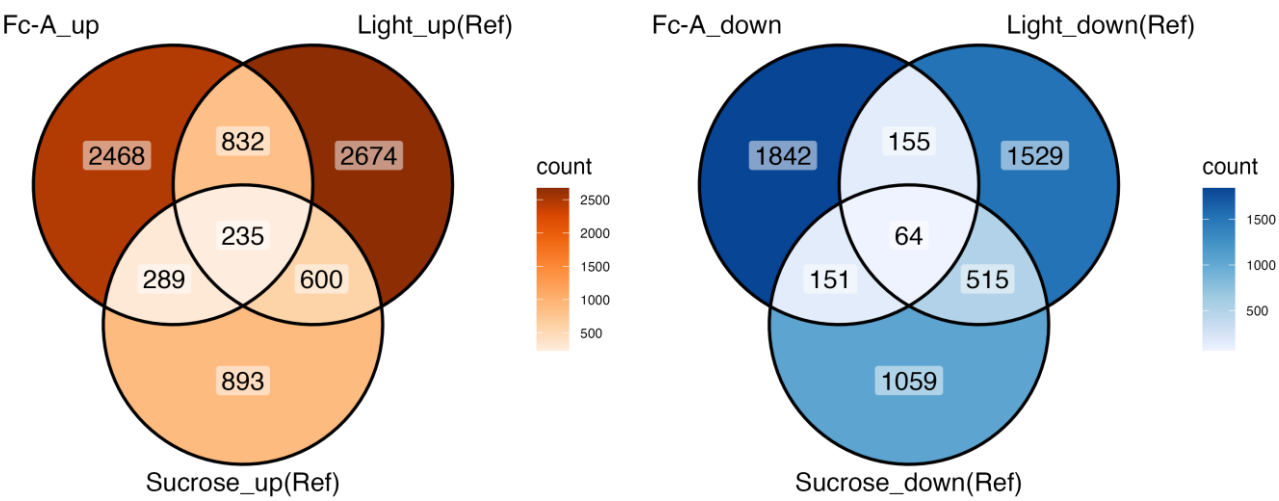 Fc-A_up
Light_up(Ref)
2468
832
2674
235
289
600
893
Sucrose_up(Ref)
count
2500
2000
1500
1000
500
Fc-A_down
Light_down(Ref)
1842
155
1529
64
151
515
1059
Sucrose_down(Ref)
count
1500
1000
500